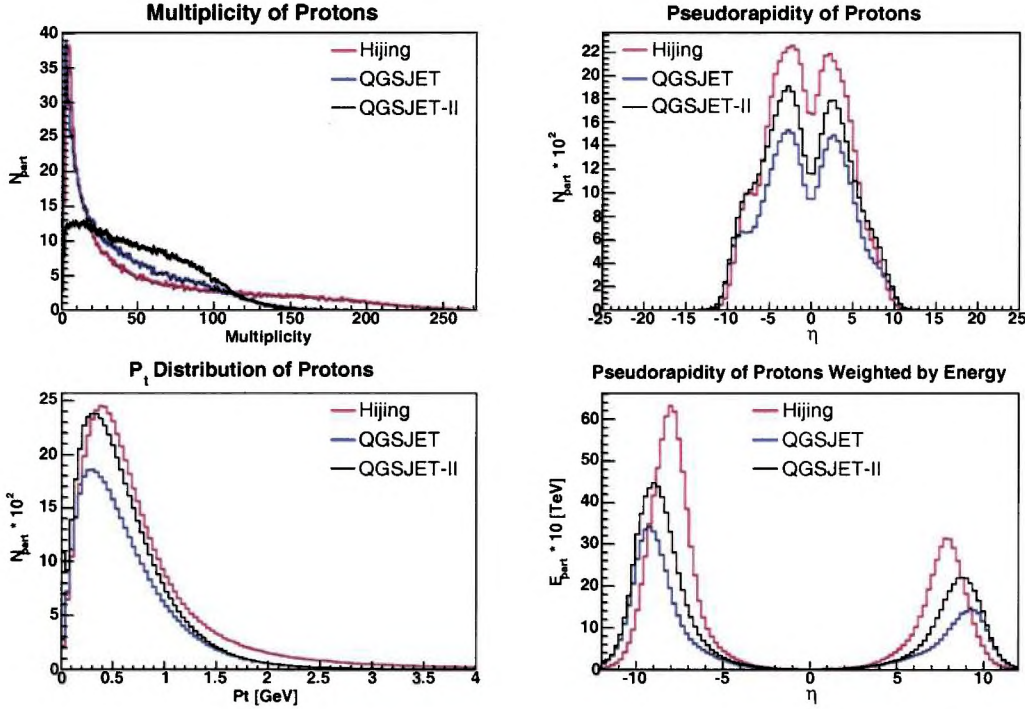 Multiplicity of Protons
N_part
40
35
30
25
20
15
10
5
0
Hijing
QGSJET
QGSJET-II
0 50 100 150 200 250
Multiplicity
Pseudorapidity of Protons
N_part * 10^2
22
20
18
16
14
12
10
8
6
4
2
0
Hijing
QGSJET
QGSJET-II
-25 -20 -15 -10 -5 0 5 10 15 20 25
η
P_t Distribution of Protons
N_part * 10^2
25
20
15
10
5
0
Hijing
QGSJET
QGSJET-II
0 0.5 1 1.5 2 2.5 3 3.5 4
Pt [GeV]
Pseudorapidity of Protons Weighted by Energy
E_part * 10 [TeV]
60
50
40
30
20
10
0
Hijing
QGSJET
QGSJET-II
-10 -5 0 5 10
η